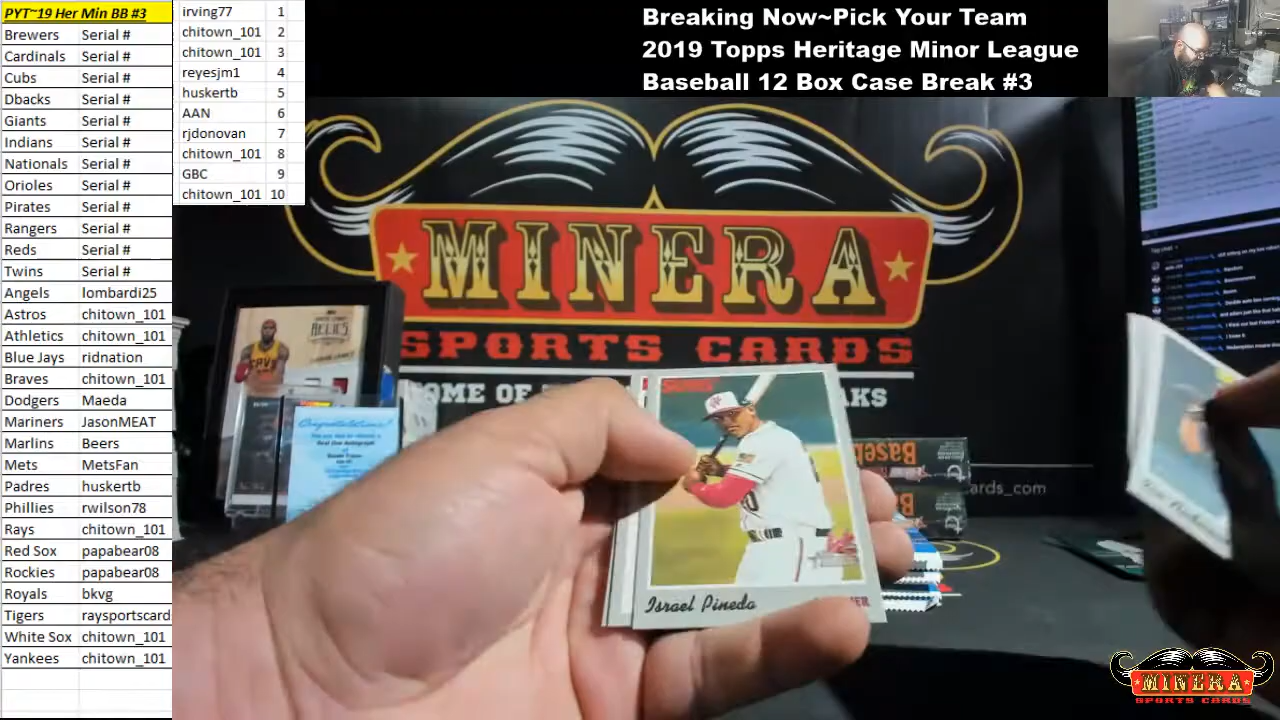 PYT~19 Her Min BB #3
Brewers Serial #
Cardinals Serial #
Cubs Serial #
Dbacks Serial #
Giants Serial #
Indians Serial #
Nationals Serial #
Orioles Serial #
Pirates Serial #
Rangers Serial #
Reds Serial #
Twins Serial #
Angels lombardi25
Astros chitown_101
Athletics chitown_101
Blue Jays ridnation
Braves chitown_101
Dodgers Maeda
Mariners JasonMEAT
Marlins Beers
Mets MetsFan
Padres huskertb
Phillies rwilson78
Rays chitown_101
Red Sox papabear08
Rockies papabear08
Royals bkvg
Tigers raysportscard
White Sox chitown_101
Yankees chitown_101
irving77 1
chitown_101 2
chitown_101 3
reyesjm1 4
huskertb 5
AAN 6
rjdonovan 7
chitown_101 8
GBC 9
chitown_101 10
Breaking Now~Pick Your Team
2019 Topps Heritage Minor League
Baseball 12 Box Case Break #3
MINERA
SPORTS CARDS
Congratulations!
RELICS
CAVS
Israel Pineda
ards_com
MINERA
SPORTS CARDS